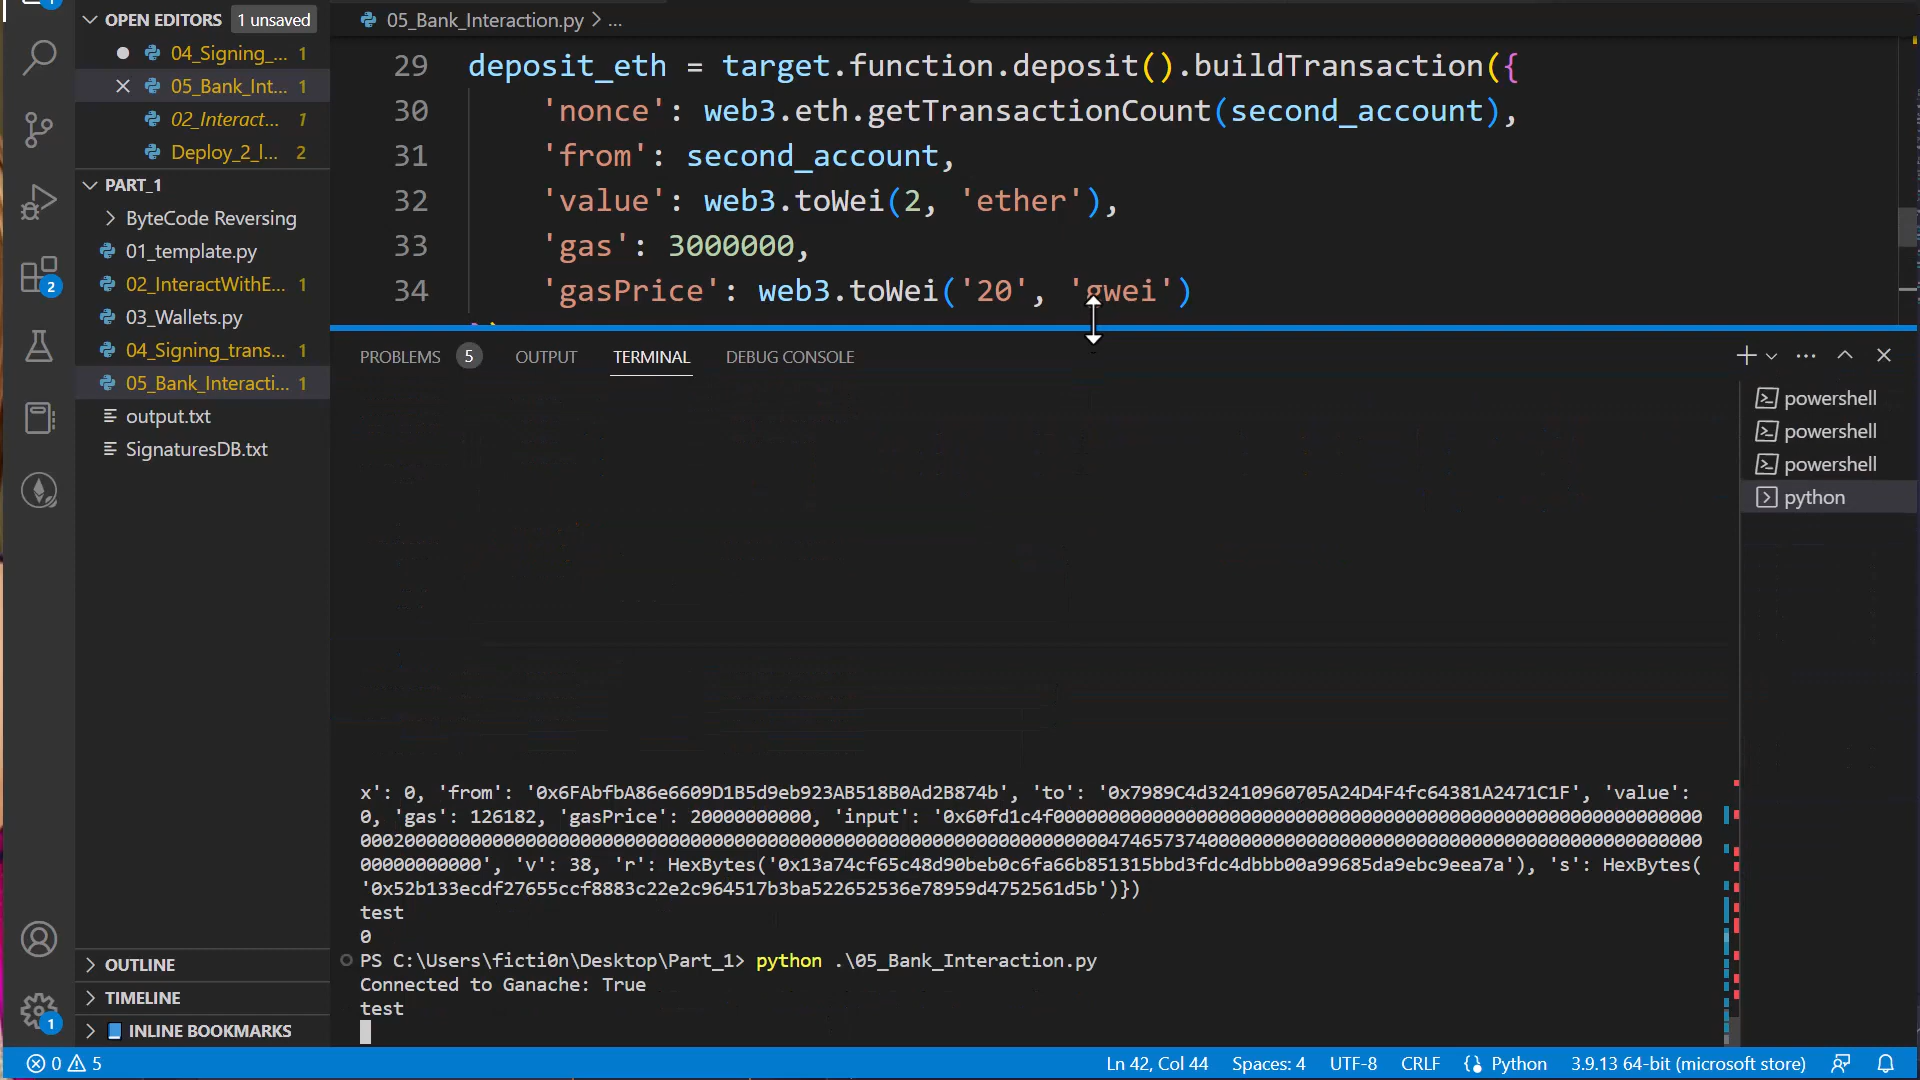 OPEN EDITORS 1 unsaved
04_Signing_... 1
05_Bank_Int... 1
02_Interact... 1
Deploy_2_l... 2
PART_1
ByteCode Reversing
01_template.py
02_InteractWithE... 1
03_Wallets.py
04_Signing_trans... 1
05_Bank_Interacti... 1
output.txt
SignaturesDB.txt
OUTLINE
TIMELINE
INLINE BOOKMARKS
2
1
05_Bank_Interaction.py > ...
29 deposit_eth = target.function.deposit().buildTransaction({
30 'nonce': web3.eth.getTransactionCount(second_account),
31 'from': second_account,
32 'value': web3.toWei(2, 'ether'),
33 'gas': 3000000,
34 'gasPrice': web3.toWei('20', 'gwei')
PROBLEMS 5 OUTPUT TERMINAL DEBUG CONSOLE
powershell
powershell
powershell
python
x': 0, 'from': '0x6FAbfbA86e6609D1B5d9eb923AB518B0Ad2B874b', 'to': '0x7989C4d32410960705A24D4F4fc64381A2471C1F', 'value':
0, 'gas': 126182, 'gasPrice': 20000000000, 'input': '0x60fd1c4f00000000000000000000000000000000000000000000000000000000
00020000000000000000000000000000000000000000000000000000000000000004746573740000000000000000000000000000000000000000000000
00000000000', 'v': 38, 'r': HexBytes('0x13a74cf65c48d90beb0c6fa66b851315bbd3fdc4dbbb00a99685da9ebc9eea7a'), 's': HexBytes(
'0x52b133ecdf27655ccf8883c22e2c964517b3ba522652536e78959d4752561d5b')})
test
0
PS C:\Users\ficti0n\Desktop\Part_1> python .\05_Bank_Interaction.py
Connected to Ganache: True
test
0 5 Ln 42, Col 44 Spaces: 4 UTF-8 CRLF Python 3.9.13 64-bit (microsoft store)